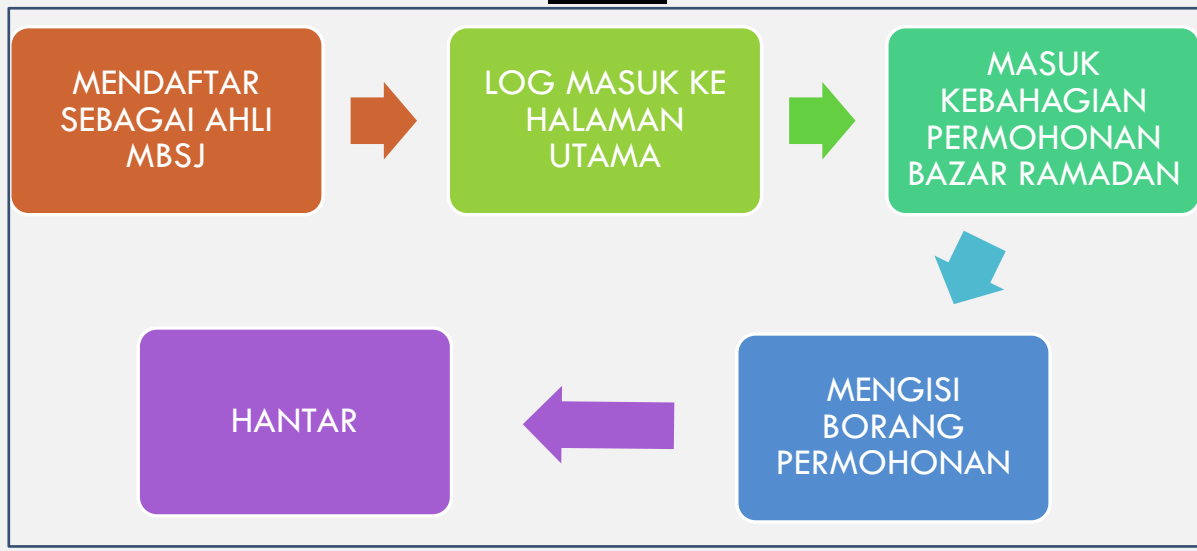 MENDAFTAR
SEBAGAI AHLI
MBSJ
LOG MASUK KE
HALAMAN
UTAMA
MASUK
KEBAHAGIAN
PERMOHONAN
BAZAR RAMADAN
MENGISI
BORANG
PERMOHONAN
HANTAR